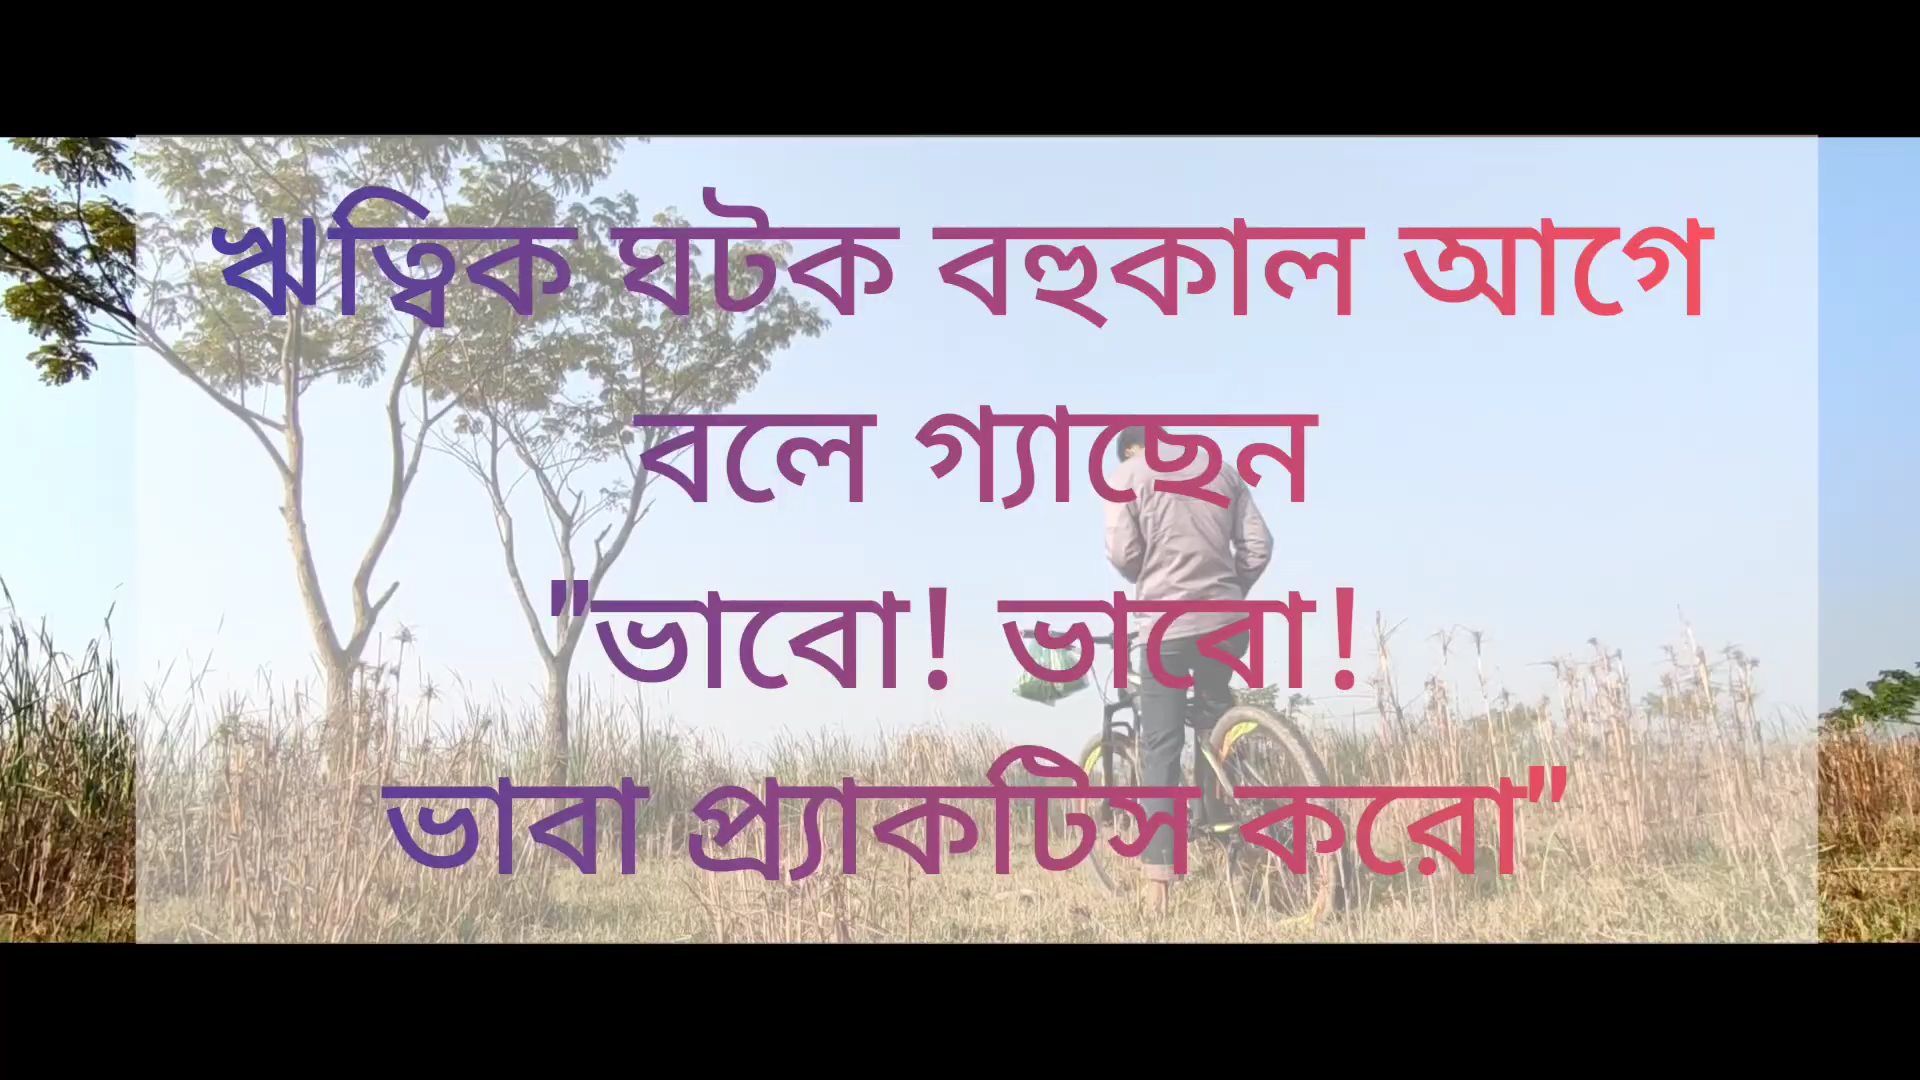 ঋত্বিক ঘটক বহুকাল আগে
বলে গ্যাছেন
"ভাবো! ভাবো!
ভাবা প্র্যাকটিস করো"